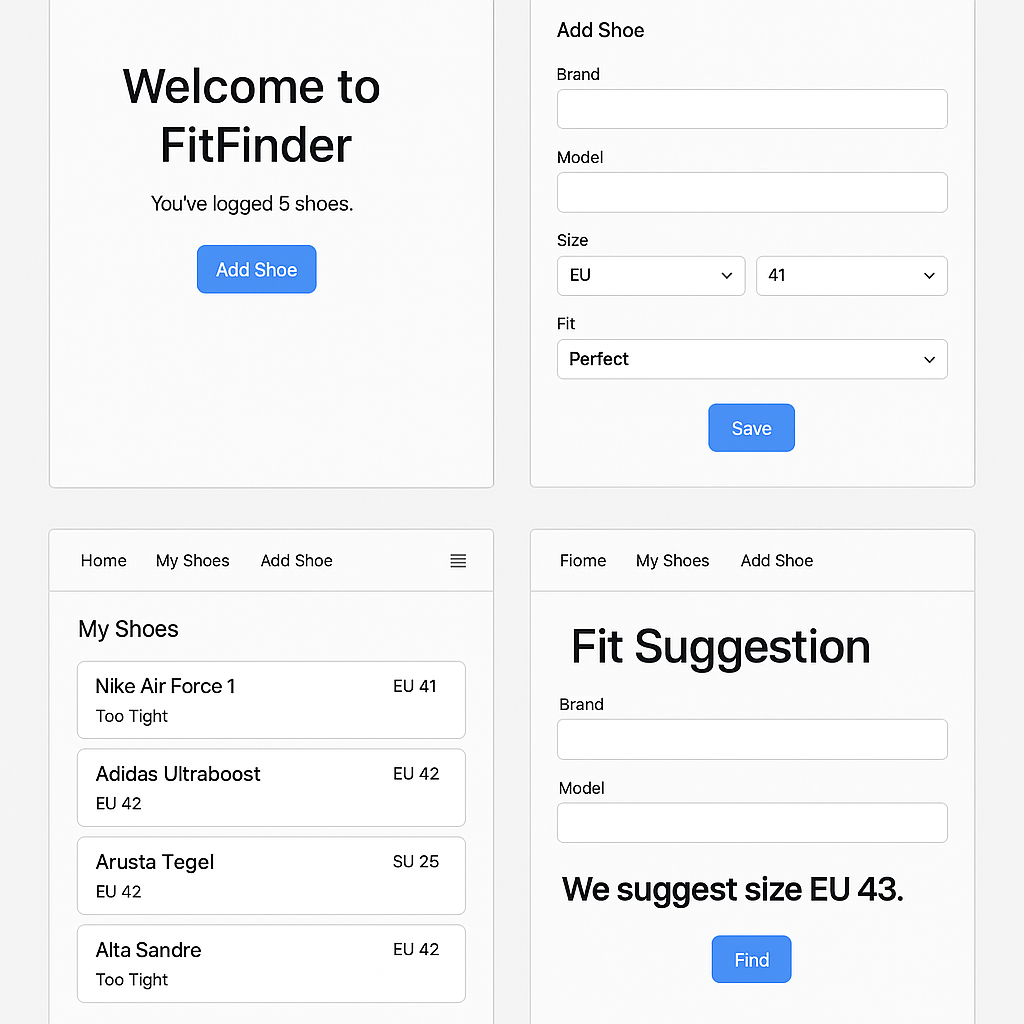 Welcome to
FitFinder
You've logged 5 shoes.
Add Shoe
Add Shoe
Brand
Model
Size
EU 41
Fit
Perfect
Save
Home My Shoes Add Shoe
My Shoes
Nike Air Force 1 EU 41
Too Tight
Adidas Ultraboost EU 42
EU 42
Arusta Tegel SU 25
EU 42
Alta Sandre EU 42
Too Tight
Fiome My Shoes Add Shoe
Fit Suggestion
Brand
Model
We suggest size EU 43.
Find